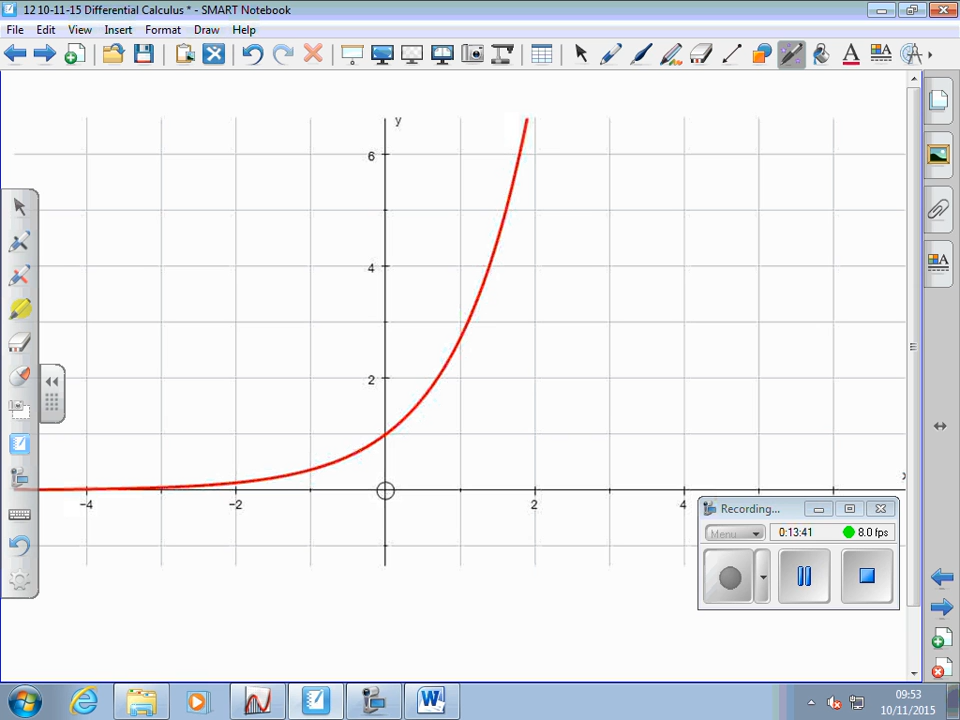 12 10-11-15 Differential Calculus * - SMART Notebook
File Edit View Insert Format Draw Help
y
6
4
2
-4 -2 2 4
x
Recording...
Menu 0:13:41 8.0 fps
09:53
10/11/2015